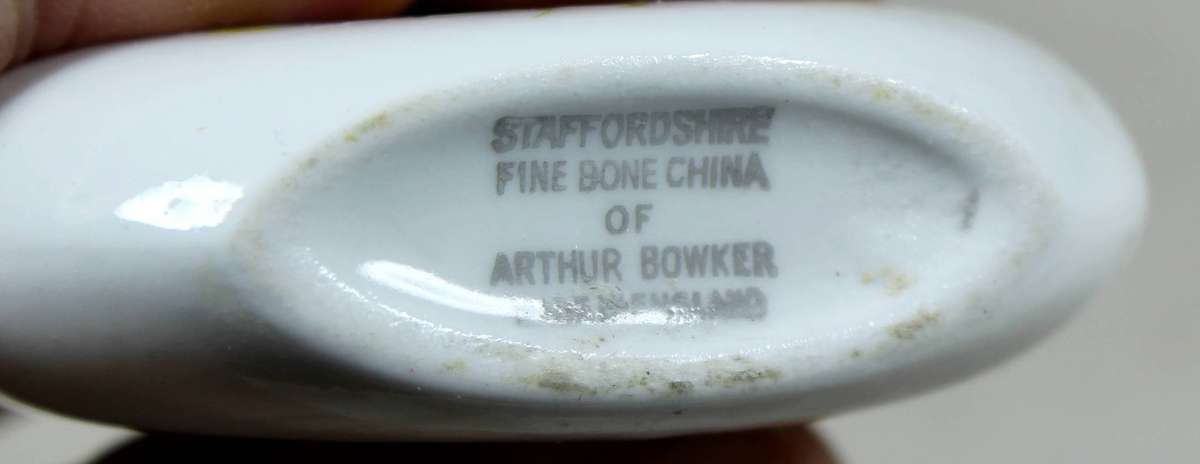 STAFFORDSHIRE
FINE BONE CHINA
OF
ARTHUR BOWKER
ENGLAND